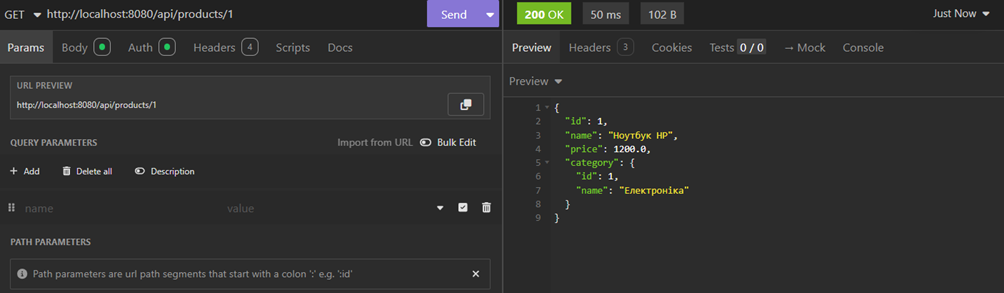 GET http://localhost:8080/api/products/1 Send
Params Body Auth Headers 4 Scripts Docs
URL PREVIEW
http://localhost:8080/api/products/1
QUERY PARAMETERS Import from URL Bulk Edit
+ Add Delete all Description
name value
PATH PARAMETERS
Path parameters are url path segments that start with a colon ':' e.g. ':id'
200 OK 50 ms 102 B Just Now
Preview Headers 3 Cookies Tests 0 / 0 → Mock Console
Preview
1 {
2 "id": 1,
3 "name": "Ноутбук HP",
4 "price": 1200.0,
5 "category": {
6 "id": 1,
7 "name": "Електроніка"
8 }
9 }